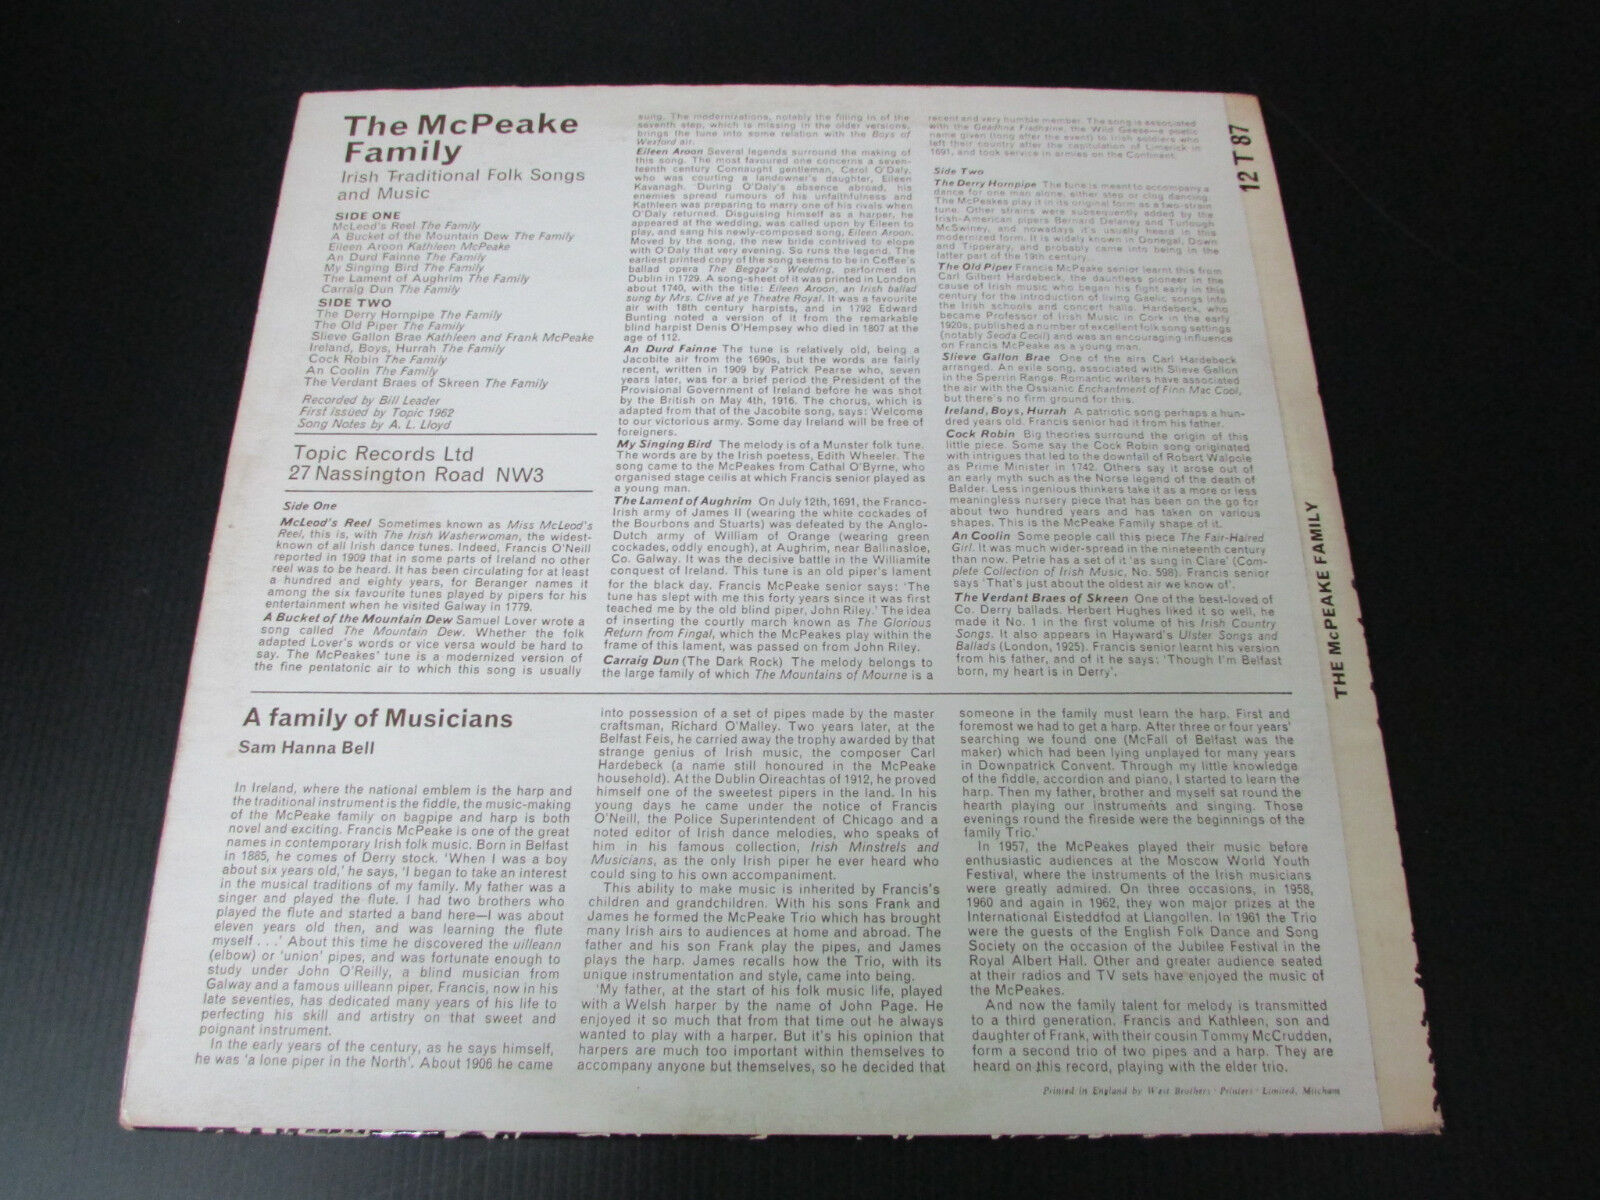 The McPeake
Family
Irish Traditional Folk Songs
and Music
SIDE ONE
McLeod's Reel The Family
A Bucket of the Mountain Dew The Family
Eileen Aroon Kathleen McPeake
An Durd Fainne The Family
My Singing Bird The Family
The Lament of Aughrim The Family
Carraig Dun The Family
SIDE TWO
The Derry Hornpipe The Family
The Old Piper The Family
Slieve Gallon Brae Kathleen and Frank McPeake
Ireland, Boys, Hurrah The Family
Cock Robin The Family
An Coolin The Family
The Verdant Braes of Skreen The Family
Recorded by Bill Leader
First issued by Topic 1962
Song Notes by A. L. Lloyd
Topic Records Ltd
27 Nassington Road NW3
Side One
McLeod's Reel Sometimes known as Miss McLeod's
Reel, this is, with The Irish Washerwoman, the widest-
known of all Irish dance tunes. Indeed, Francis O'Neill
reported in 1909 that in some parts of Ireland no other
reel was to be heard. It has been circulating for at least
a hundred and eighty years, for Beranger names it
among the six favourite tunes played by pipers for his
entertainment when he visited Galway in 1779.
A Bucket of the Mountain Dew Samuel Lover wrote a
song called The Mountain Dew. Whether the folk
adapted Lover's words or vice versa would be hard to
say. The McPeakes' tune is a modernized version of
the fine pentatonic air to which this song is usually
sung. The modernizations, notably the filling in of the
seventh step, which is missing in the older versions,
brings the tune into some relation with the Boys of
Wexford air.
Eileen Aroon Several legends surround the making of
this song. The most favoured one concerns a seven-
teenth century Connaught gentleman, Carol O'Daly,
who was courting a landowner's daughter, Eileen
Kavanagh. 'During O'Daly's absence abroad, his
enemies spread rumours of his unfaithfulness and
Kathleen was preparing to marry one of his rivals when
O'Daly returned. Disguising himself as a harper, he
appeared at the wedding, was called upon by Eileen to
play, and sang his newly-composed song, Eileen Aroon.
Moved by the song, the new bride contrived to elope
with O'Daly that very evening. So runs the legend. The
earliest printed copy of the song seems to be in Coffee's
ballad opera The Beggar's Wedding, performed in
Dublin in 1729. A song-sheet of it was printed in London
about 1740, with the title: Eileen Aroon, an Irish ballad
sung by Mrs. Clive at ye Theatre Royal. It was a favourite
air with 18th century harpists, and in 1792 Edward
Bunting noted a version of it from the remarkable
blind harpist Denis O'Hempsey who died in 1807 at the
age of 112.
An Durd Fainne The tune is relatively old, being a
Jacobite air from the 1690s, but the words are fairly
recent, written in 1909 by Patrick Pearse who, seven
years later, was for a brief period the President of the
Provisional Government of Ireland before he was shot
by the British on May 4th, 1916. The chorus, which is
adapted from that of the Jacobite song, says: Welcome
to our victorious army. Some day Ireland will be free of
foreigners.
My Singing Bird The melody is of a Munster folk tune.
The words are by the Irish poetess, Edith Wheeler. The
song came to the McPeakes from Cathal O'Byrne, who
organised stage ceilis at which Francis senior played as
a young man.
The Lament of Aughrim On July 12th, 1691, the Franco-
Irish army of James II (wearing the white cockades of
the Bourbons and Stuarts) was defeated by the Anglo-
Dutch army of William of Orange (wearing green
cockades, oddly enough), at Aughrim, near Ballinasloe,
Co. Galway. It was the decisive battle in the Williamite
conquest of Ireland. This tune is an old piper's lament
for the black day. Francis McPeake senior says: 'The
tune has slept with me this forty years since it was first
teached me by the old blind piper, John Riley.' The idea
of inserting the courtly march known as The Glorious
Return from Fingal, which the McPeakes play within the
frame of this lament, was passed on from John Riley.
Carraig Dun (The Dark Rock) The melody belongs to
the large family of which The Mountains of Mourne is a
recent and very humble member. The song is associated
with the Geadhna Fiadhaine, the Wild Geese—a poetic
name given (long after the event) to Irish soldiers who
left their country after the capitulation of Limerick in
1691, and took service in armies on the Continent.
Side Two
The Derry Hornpipe The tune is meant to accompany a
dance for one man alone, either step or clog dancing.
The McPeakes play it in its original form as a two-strain
tune. Other strains were subsequently added by the
Irish-American pipers Bernard Delaney and Turlough
McSwiney, and nowadays it's usually heard in this
modernized form. It is widely known in Donegal, Down
and Tipperary, and probably came into being in the
latter part of the 19th century.
The Old Piper Francis McPeake senior learnt this from
Carl Gilbert Hardebeck, the dauntless pioneer in the
cause of Irish music who began his fight early in this
century for the introduction of living Gaelic songs into
the Irish schools and concert halls. Hardebeck, who
became Professor of Irish Music in Cork in the early
1920s, published a number of excellent folk song settings
(notably Seoda Ceoil) and was an encouraging influence
on Francis McPeake as a young man.
Slieve Gallon Brae One of the airs Carl Hardebeck
arranged. An exile song, associated with Slieve Gallon
in the Sperrin Range. Romantic writers have associated
the air with the Ossianic Enchantment of Finn Mac Cool,
but there's no firm ground for this.
Ireland, Boys, Hurrah A patriotic song perhaps a hun-
dred years old. Francis senior had it from his father.
Cock Robin Big theories surround the origin of this
little piece. Some say the Cock Robin song originated
with intrigues that led to the downfall of Robert Walpole
as Prime Minister in 1742. Others say it arose out of
an early myth such as the Norse legend of the death of
Balder. Less ingenious thinkers take it as a more or less
meaningless nursery piece that has been on the go for
about two hundred years and has taken on various
shapes. This is the McPeake Family shape of it.
An Coolin Some people call this piece The Fair-Haired
Girl. It was much wider-spread in the nineteenth century
than now. Petrie has a set of it 'as sung in Clare' (Com-
plete Collection of Irish Music, No. 598). Francis senior
says 'That's just about the oldest air we know of'.
The Verdant Braes of Skreen One of the best-loved of
Co. Derry ballads. Herbert Hughes liked it so well, he
made it No. 1 in the first volume of his Irish Country
Songs. It also appears in Hayward's Ulster Songs and
Ballads (London, 1925). Francis senior learnt his version
from his father, and of it he says: 'Though I'm Belfast
born, my heart is in Derry'.
12 T 87
THE McPEAKE FAMILY
A family of Musicians
Sam Hanna Bell
In Ireland, where the national emblem is the harp and
the traditional instrument is the fiddle, the music-making
of the McPeake family on bagpipe and harp is both
novel and exciting. Francis McPeake is one of the great
names in contemporary Irish folk music. Born in Belfast
in 1885, he comes of Derry stock. 'When I was a boy
about six years old,' he says, 'I began to take an interest
in the musical traditions of my family. My father was a
singer and played the flute. I had two brothers who
played the flute and started a band here—I was about
eleven years old then, and was learning the flute
myself . . .' About this time he discovered the uilleann
(elbow) or 'union' pipes, and was fortunate enough to
study under John O'Reilly, a blind musician from
Galway and a famous uilleann piper. Francis, now in his
late seventies, has dedicated many years of his life to
perfecting his skill and artistry on that sweet and
poignant instrument.
In the early years of the century, as he says himself,
he was 'a lone piper in the North'. About 1906 he came
into possession of a set of pipes made by the master
craftsman, Richard O'Malley. Two years later, at the
Belfast Feis, he carried away the trophy awarded by that
strange genius of Irish music, the composer Carl
Hardebeck (a name still honoured in the McPeake
household). At the Dublin Oireachtas of 1912, he proved
himself one of the sweetest pipers in the land. In his
young days he came under the notice of Francis
O'Neill, the Police Superintendent of Chicago and a
noted editor of Irish dance melodies, who speaks of
him in his famous collection, Irish Minstrels and
Musicians, as the only Irish piper he ever heard who
could sing to his own accompaniment.
This ability to make music is inherited by Francis's
children and grandchildren. With his sons Frank and
James he formed the McPeake Trio which has brought
many Irish airs to audiences at home and abroad. The
father and his son Frank play the pipes, and James
plays the harp. James recalls how the Trio, with its
unique instrumentation and style, came into being.
'My father, at the start of his folk music life, played
with a Welsh harper by the name of John Page. He
enjoyed it so much that from that time out he always
wanted to play with a harper. But it's his opinion that
harpers are much too important within themselves to
accompany anyone but themselves, so he decided that
someone in the family must learn the harp. First and
foremost we had to get a harp. After three or four years'
searching we found one (McFall of Belfast was the
maker) which had been lying unplayed for many years
in Downpatrick Convent. Through my little knowledge
of the fiddle, accordion and piano, I started to learn the
harp. Then my father, brother and myself sat round the
hearth playing our instruments and singing. Those
evenings round the fireside were the beginnings of the
family Trio.'
In 1957, the McPeakes played their music before
enthusiastic audiences at the Moscow World Youth
Festival, where the instruments of the Irish musicians
were greatly admired. On three occasions, in 1958,
1960 and again in 1962, they won major prizes at the
International Eisteddfod at Llangollen. In 1961 the Trio
were the guests of the English Folk Dance and Song
Society on the occasion of the Jubilee Festival in the
Royal Albert Hall. Other and greater audience seated
at their radios and TV sets have enjoyed the music of
the McPeakes.
And now the family talent for melody is transmitted
to a third generation. Francis and Kathleen, son and
daughter of Frank, with their cousin Tommy McCrudden,
form a second trio of two pipes and a harp. They are
heard on this record, playing with the elder trio.
Printed in England by West Brothers · Printers · Limited, Mitcham